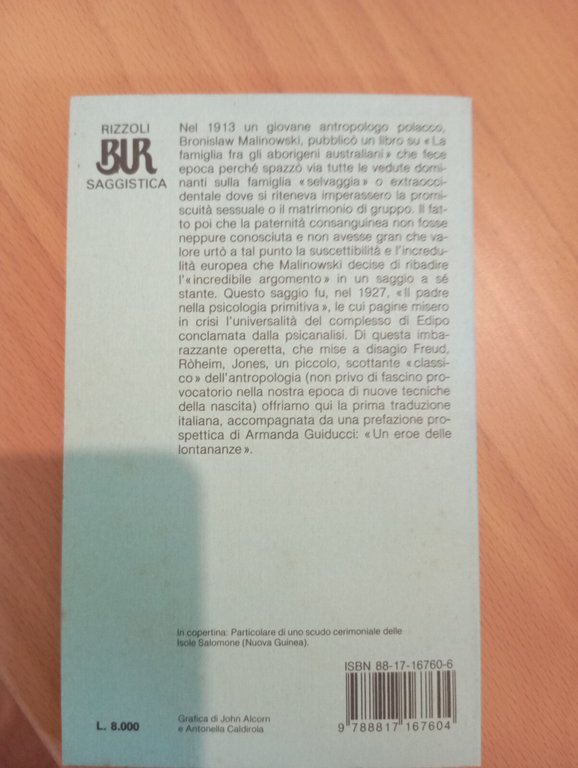 RIZZOLI
BUR
SAGGISTICA
Nel 1913 un giovane antropologo polacco,
Bronislaw Malinowski, pubblicò un libro su «La
famiglia fra gli aborigeni australiani» che fece
epoca perché spazzò via tutte le vedute domi-
nanti sulla famiglia «selvaggia» o extraocci-
dentale dove si riteneva imperassero la promi-
scuità sessuale o il matrimonio di gruppo. Il fat-
to poi che la paternità consanguinea non fosse
neppure conosciuta e non avesse gran che va-
lore urtò a tal punto la suscettibilità e l'incredu-
lità europea che Malinowski decise di ribadire
l'«incredibile argomento» in un saggio a sé
stante. Questo saggio fu, nel 1927, «Il padre
nella psicologia primitiva», le cui pagine misero
in crisi l'universalità del complesso di Edipo
conclamata dalla psicanalisi. Di questa imba-
razzante operetta, che mise a disagio Freud,
Ròheim, Jones, un piccolo, scottante «classi-
co» dell'antropologia (non privo di fascino pro-
vocatorio nella nostra epoca di nuove tecniche
della nascita) offriamo qui la prima traduzione
italiana, accompagnata da una prefazione pro-
spettica di Armanda Guiducci: «Un eroe delle
lontananze».
In copertina: Particolare di uno scudo cerimoniale delle
Isole Salomone (Nuova Guinea).
ISBN 88-17-16760-6
L. 8.000
Grafica di John Alcorn
e Antonella Caldirola
9 788817 167604